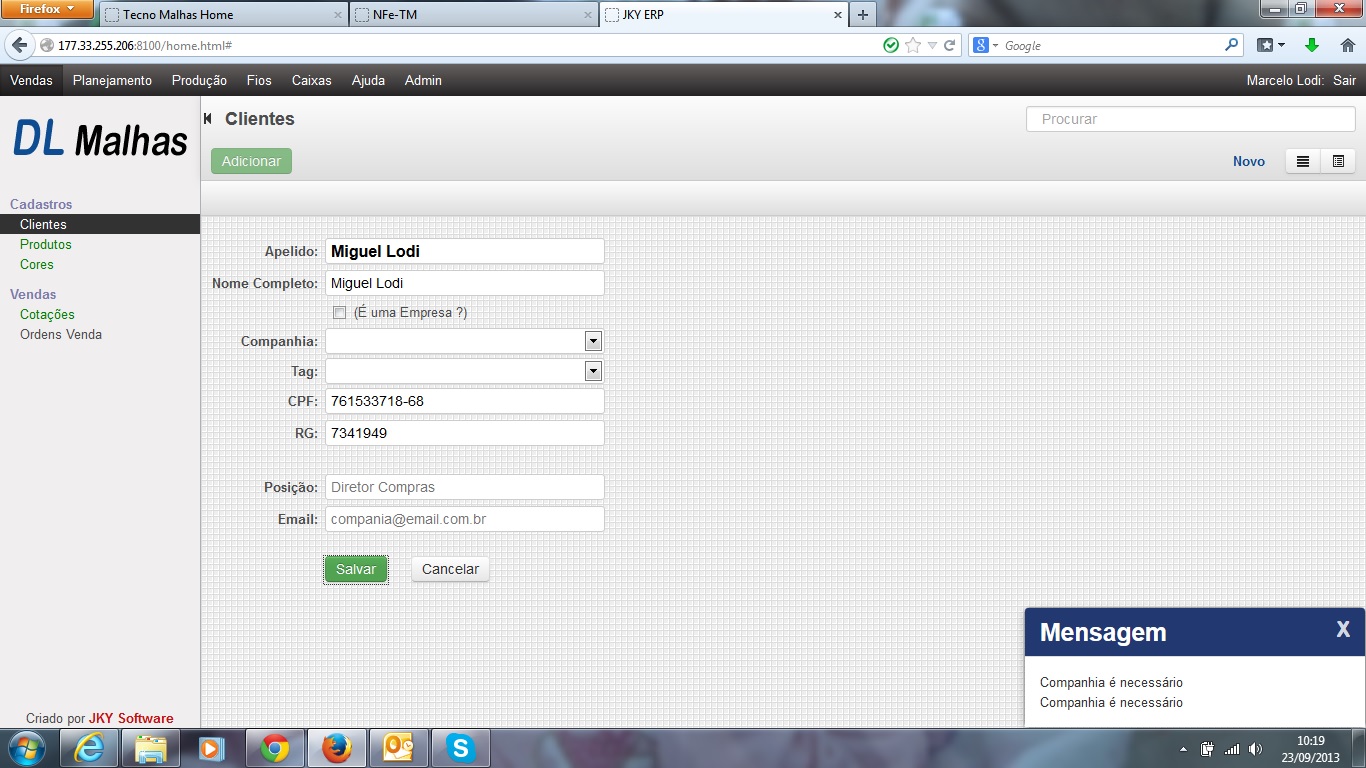 Firefox
Tecno Malhas Home
NFe-TM
JKY ERP
177.33.255.206:8100/home.html#
Google
Vendas Planejamento Produção Fios Caixas Ajuda Admin
Marcelo Lodi: Sair
DL Malhas
Clientes
Procurar
Adicionar
Novo
Cadastros
Clientes
Produtos
Cores
Vendas
Cotações
Ordens Venda
Apelido: Miguel Lodi
Nome Completo: Miguel Lodi
(É uma Empresa ?)
Companhia:
Tag:
CPF: 761533718-68
RG: 7341949
Posição: Diretor Compras
Email: compania@email.com.br
Salvar Cancelar
Mensagem X
Companhia é necessário
Companhia é necessário
Criado por JKY Software
10:19
23/09/2013